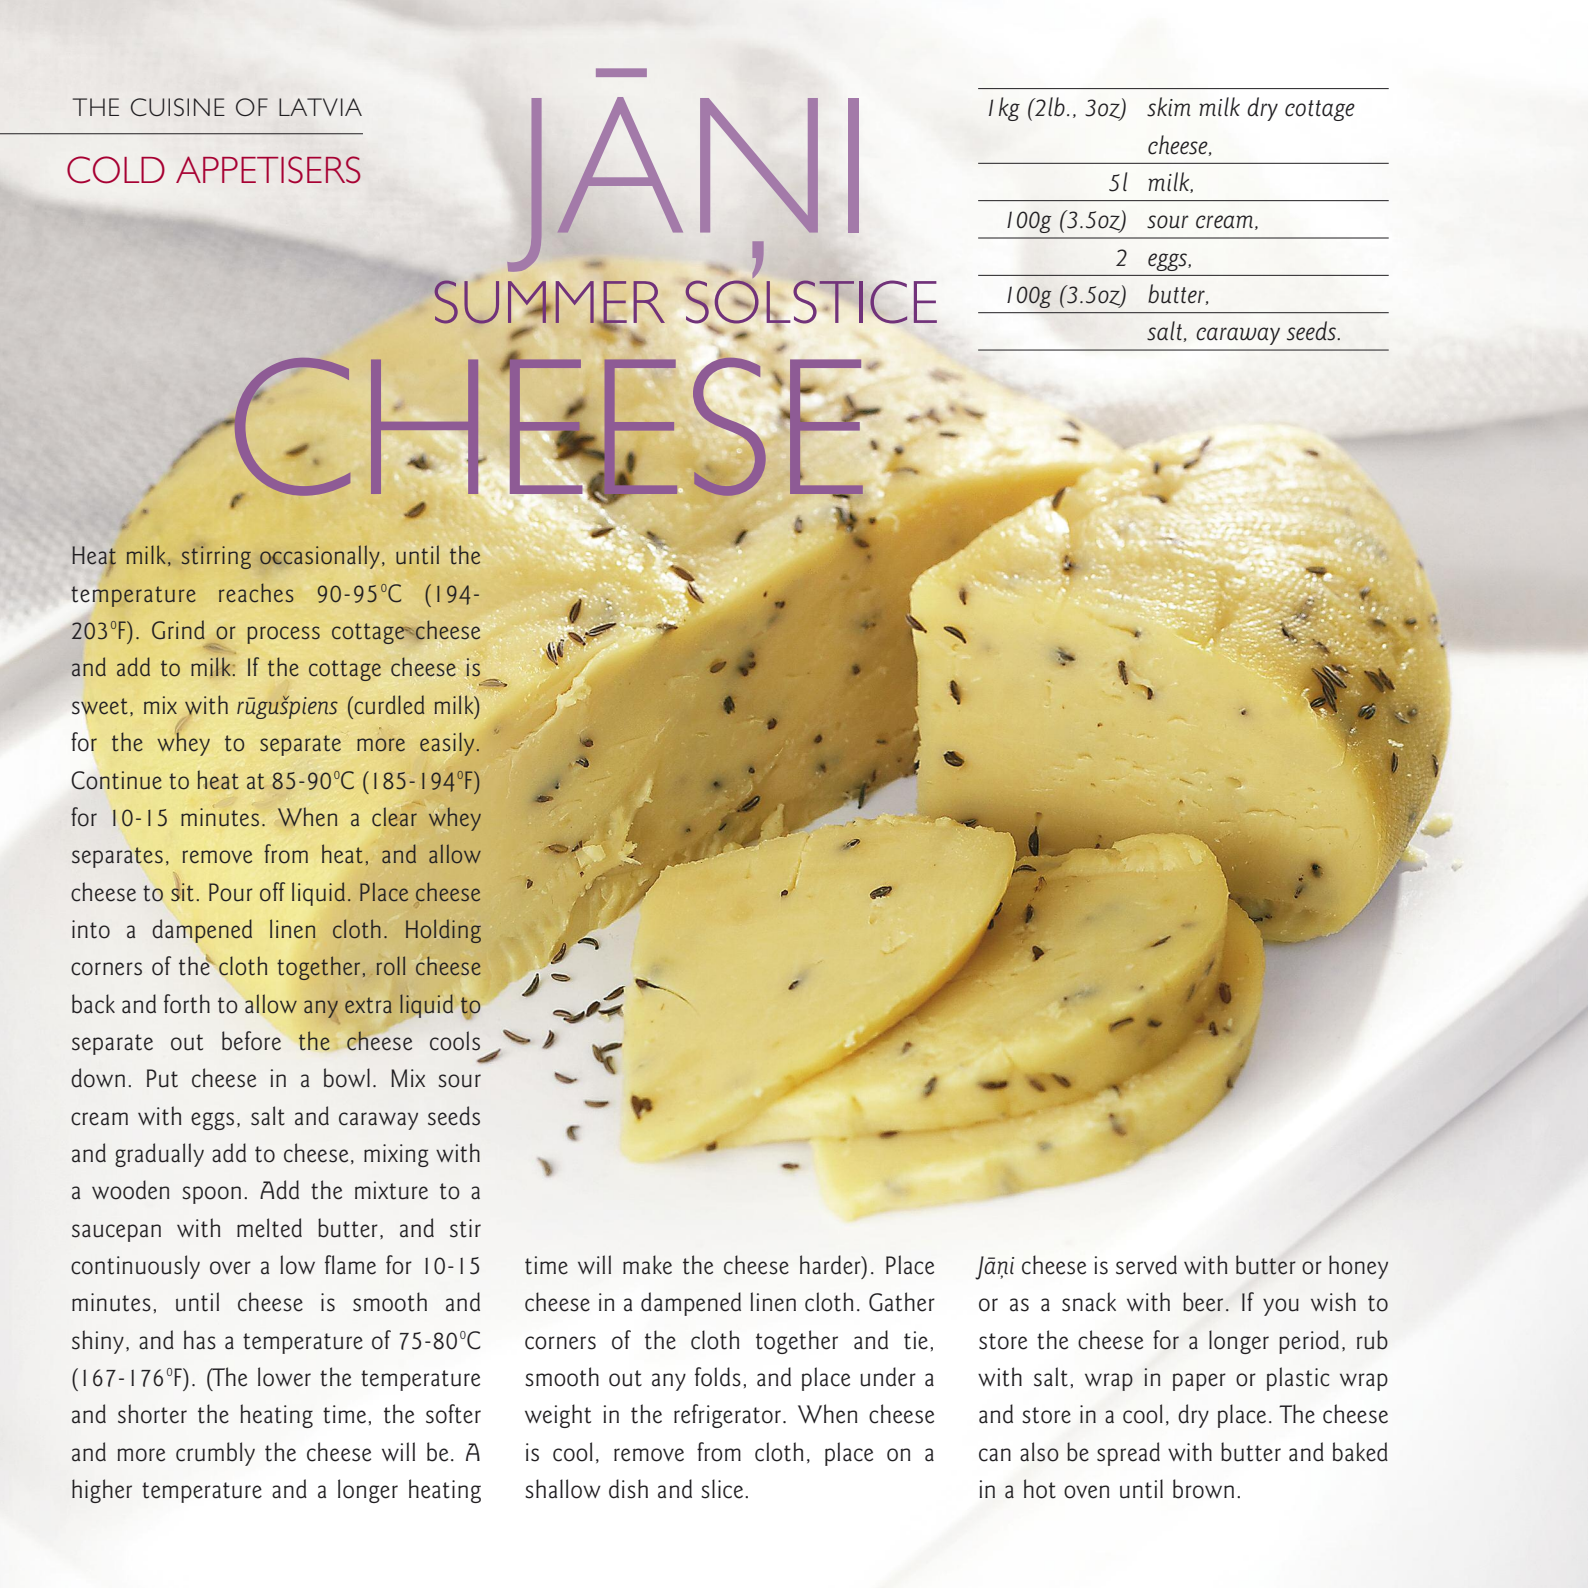 THE CUISINE OF LATVIA
COLD APPETISERS
JĀŅI
SUMMER SOLSTICE
CHEESE
1kg (2lb., 3oz) skim milk dry cottage
cheese,
5l milk,
100g (3.5oz) sour cream,
2 eggs,
100g (3.5oz) butter,
salt, caraway seeds.
Heat milk, stirring occasionally, until the
temperature reaches 90-95⁰C (194-
203⁰F). Grind or process cottage cheese
and add to milk. If the cottage cheese is
sweet, mix with rūgušpiens (curdled milk)
for the whey to separate more easily.
Continue to heat at 85-90⁰C (185-194⁰F)
for 10-15 minutes. When a clear whey
separates, remove from heat, and allow
cheese to sit. Pour off liquid. Place cheese
into a dampened linen cloth. Holding
corners of the cloth together, roll cheese
back and forth to allow any extra liquid to
separate out before the cheese cools
down. Put cheese in a bowl. Mix sour
cream with eggs, salt and caraway seeds
and gradually add to cheese, mixing with
a wooden spoon. Add the mixture to a
saucepan with melted butter, and stir
continuously over a low flame for 10-15
minutes, until cheese is smooth and
shiny, and has a temperature of 75-80⁰C
(167-176⁰F). (The lower the temperature
and shorter the heating time, the softer
and more crumbly the cheese will be. A
higher temperature and a longer heating
time will make the cheese harder). Place
cheese in a dampened linen cloth. Gather
corners of the cloth together and tie,
smooth out any folds, and place under a
weight in the refrigerator. When cheese
is cool, remove from cloth, place on a
shallow dish and slice.
Jāņi cheese is served with butter or honey
or as a snack with beer. If you wish to
store the cheese for a longer period, rub
with salt, wrap in paper or plastic wrap
and store in a cool, dry place. The cheese
can also be spread with butter and baked
in a hot oven until brown.